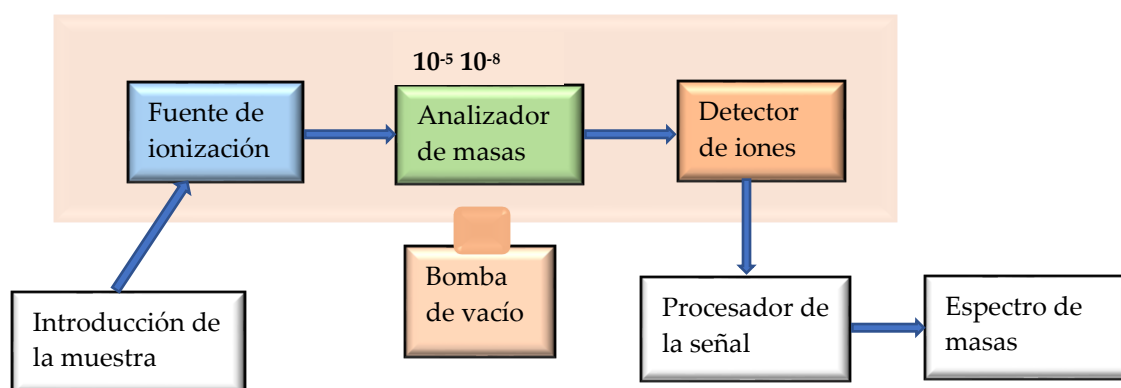 10⁻⁵ 10⁻⁸
Fuente de
ionización
Analizador
de masas
Detector
de iones
Bomba
de vacío
Introducción de
la muestra
Procesador de
la señal
Espectro de
masas